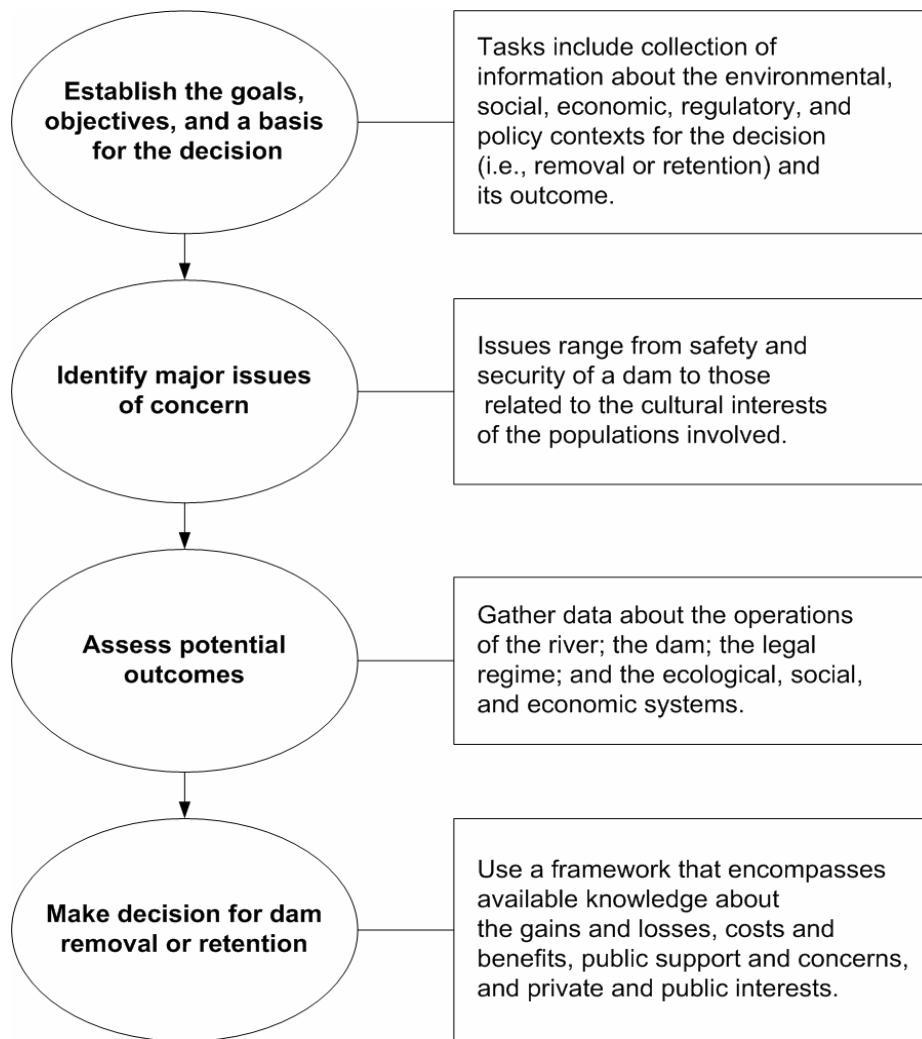 Establish the goals,
objectives, and a basis
for the decision
Tasks include collection of
information about the environmental,
social, economic, regulatory, and
policy contexts for the decision
(i.e., removal or retention) and
its outcome.
Identify major issues
of concern
Issues range from safety and
security of a dam to those
related to the cultural interests
of the populations involved.
Assess potential
outcomes
Gather data about the operations
of the river; the dam; the legal
regime; and the ecological, social,
and economic systems.
Make decision for dam
removal or retention
Use a framework that encompasses
available knowledge about
the gains and losses, costs and
benefits, public support and concerns,
and private and public interests.